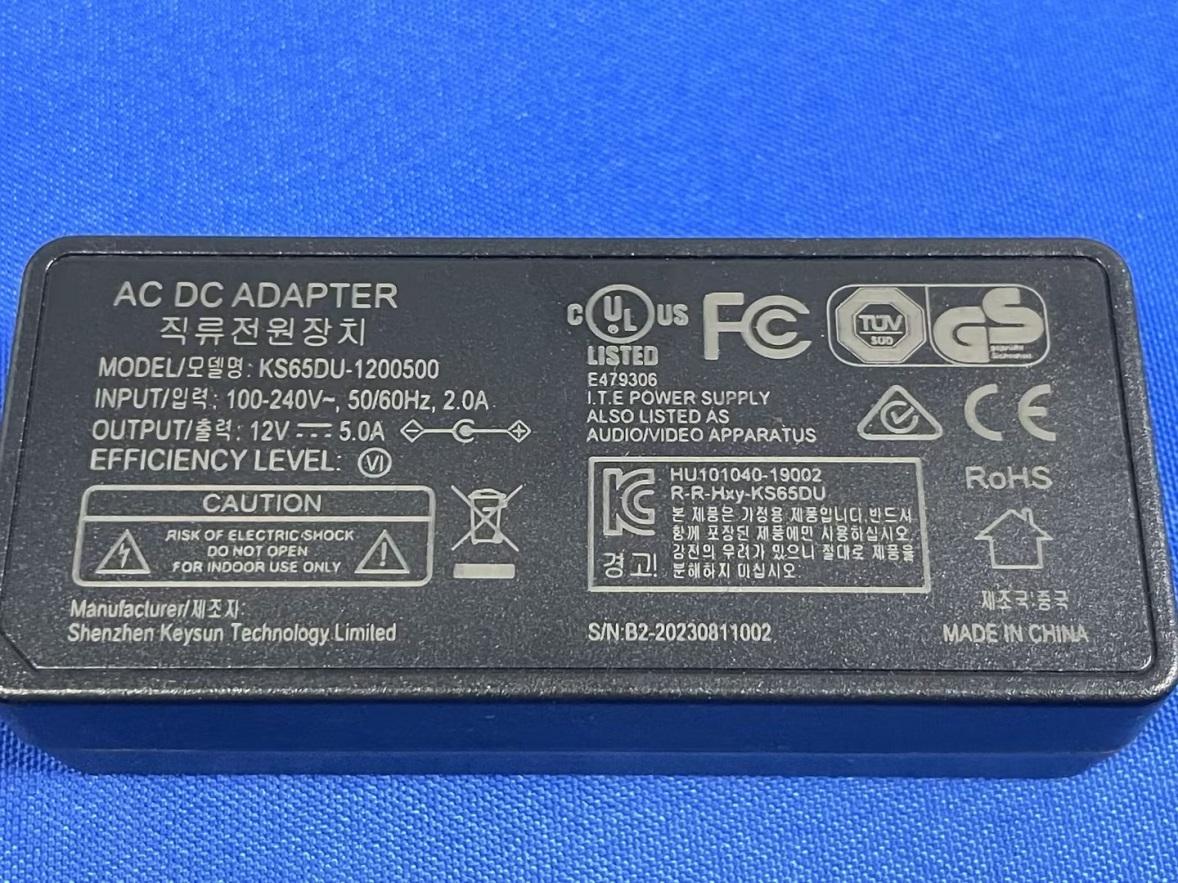 AC DC ADAPTER
직류전원장치
MODEL/모델명: KS65DU-1200500
INPUT/입력: 100-240V~, 50/60Hz, 2.0A
OUTPUT/출력: 12V ⎓ 5.0A
EFFICIENCY LEVEL: VI
CAUTION
RISK OF ELECTRIC SHOCK
DO NOT OPEN
FOR INDOOR USE ONLY
Manufacturer/제조자:
Shenzhen Keysun Technology Limited
C UL US
LISTED
FC
TÜV
SÜD
GS
geprüfte
Sicherheit
E479306
I.T.E POWER SUPPLY
ALSO LISTED AS
AUDIO/VIDEO APPARATUS
CE
RoHS
KC
경고!
HU101040-19002
R-R-Hxy-KS65DU
본 제품은 가정용 제품입니다.반드시
함께 포장된 제품에만 사용하십시오.
감전의 우려가 있으니 절대로 제품을
분해하지 미십시오
S/N:B2-20230811002
제조국:중국
MADE IN CHINA